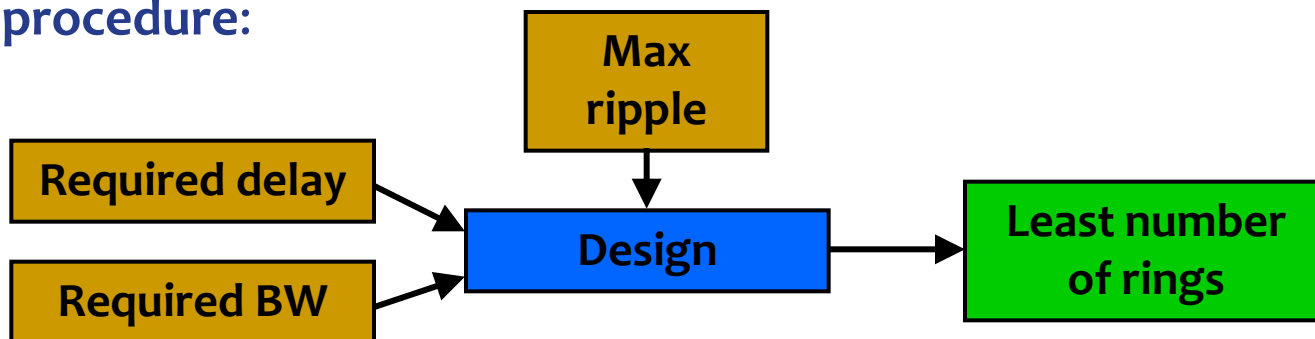 procedure:
Max
ripple
Required delay
Required BW
Design
Least number
of rings